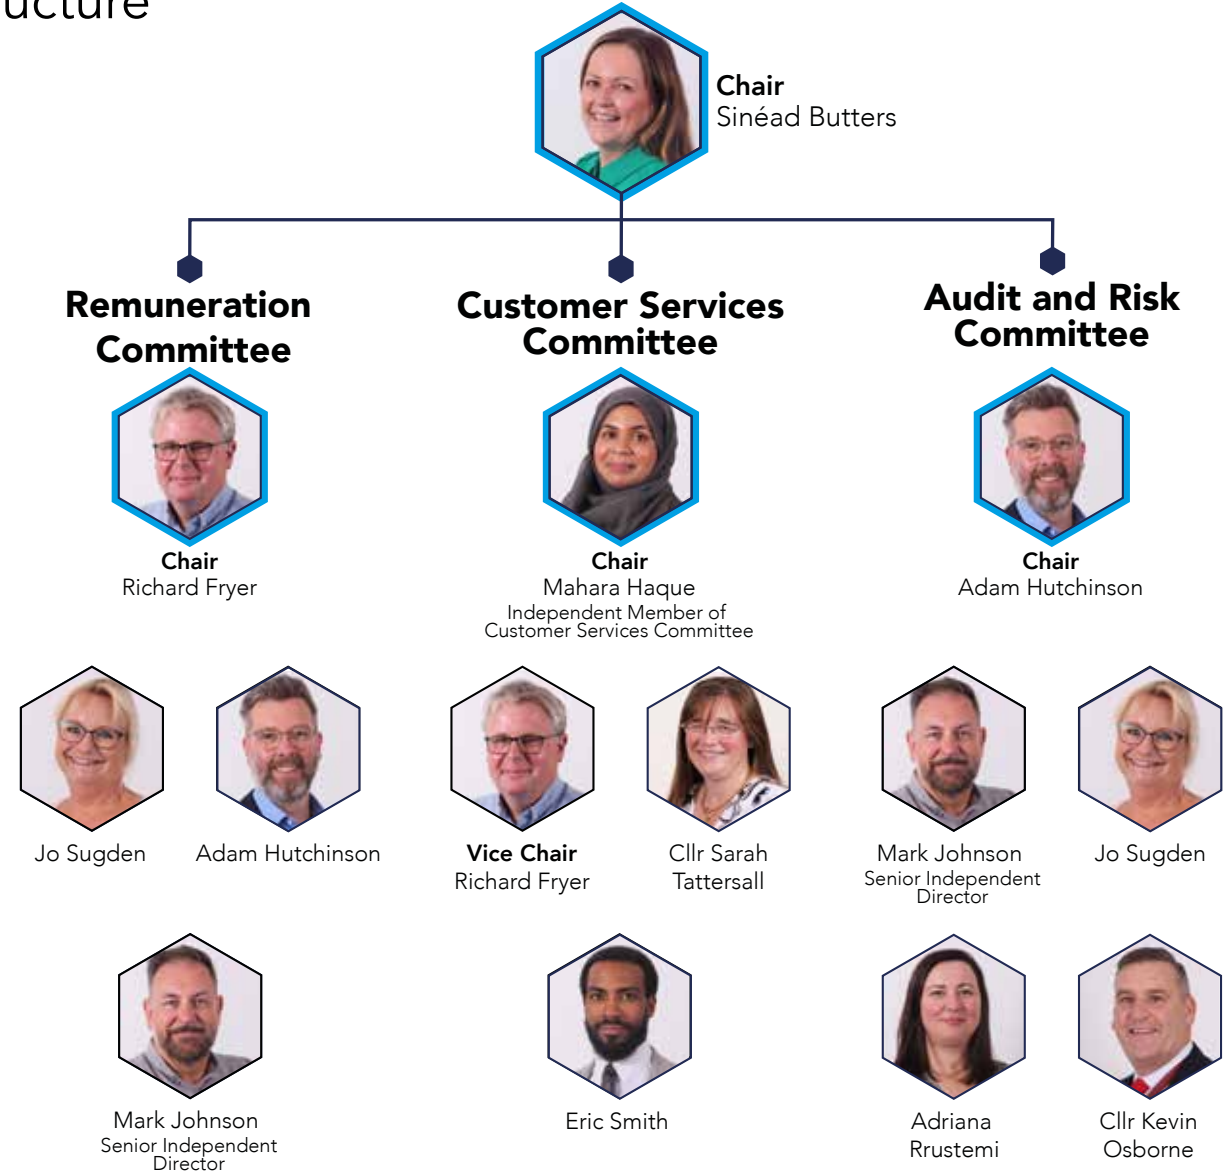 ucture
Chair
Sinéad Butters
Remuneration
Committee
Chair
Richard Fryer
Jo Sugden
Adam Hutchinson
Mark Johnson
Senior Independent
Director
Customer Services
Committee
Chair
Mahara Haque
Independent Member of
Customer Services Committee
Vice Chair
Richard Fryer
Cllr Sarah
Tattersall
Eric Smith
Audit and Risk
Committee
Chair
Adam Hutchinson
Mark Johnson
Senior Independent
Director
Jo Sugden
Adriana
Rrustemi
Cllr Kevin
Osborne